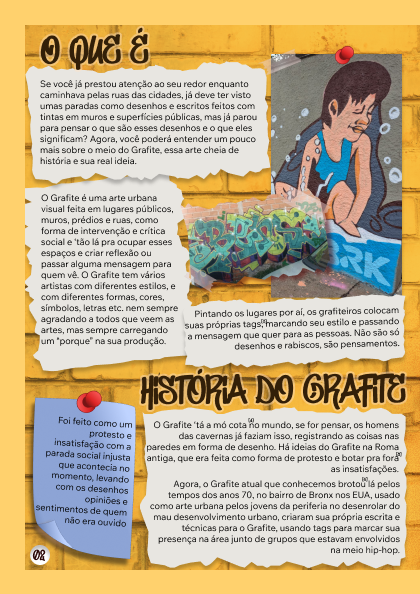 O QUE É
Se você já prestou atenção ao seu redor enquanto
caminhava pelas ruas das cidades, já deve ter visto
umas paradas como desenhos e escritos feitos com
tintas em muros e superfícies públicas, mas já parou
para pensar o que são esses desenhos e o que eles
significam? Agora, você poderá entender um pouco
mais sobre o meio do Grafite, essa arte cheia de
história e sua real ideia.
O Grafite é uma arte urbana
visual feita em lugares públicos,
muros, prédios e ruas, como
forma de intervenção e crítica
social e 'tão lá pra ocupar esses
espaços e criar reflexão ou
passar alguma mensagem para
quem vê. O Grafite tem vários
artistas com diferentes estilos, e
com diferentes formas, cores,
símbolos, letras etc. nem sempre
agradando a todos que veem as
artes, mas sempre carregando
um "porque" na sua produção.
Pintando os lugares por aí, os grafiteiros colocam
suas próprias tags, marcando seu estilo e passando
a mensagem que quer para as pessoas. Não são só
desenhos e rabiscos, são pensamentos.
HISTÓRIA DO GRAFITE
Foi feito como um
protesto e
insatisfação com a
parada social injusta
que acontecia no
momento, levando
com os desenhos
opiniões e
sentimentos de quem
não era ouvido
O Grafite 'tá a mó cota no mundo, se for pensar, os homens
das cavernas já faziam isso, registrando as coisas nas
paredes em forma de desenho. Há ideias do Grafite na Roma
antiga, que era feita como forma de protesto e botar pra fora
as insatisfações.
Agora, o Grafite atual que conhecemos brotou lá pelos
tempos dos anos 70, no bairro de Bronx nos EUA, usado
como arte urbana pelos jovens da periferia no desenrolar do
mau desenvolvimento urbano, criaram sua própria escrita e
técnicas para o Grafite, usando tags para marcar sua
presença na área junto de grupos que estavam envolvidos
na meio hip-hop.
02